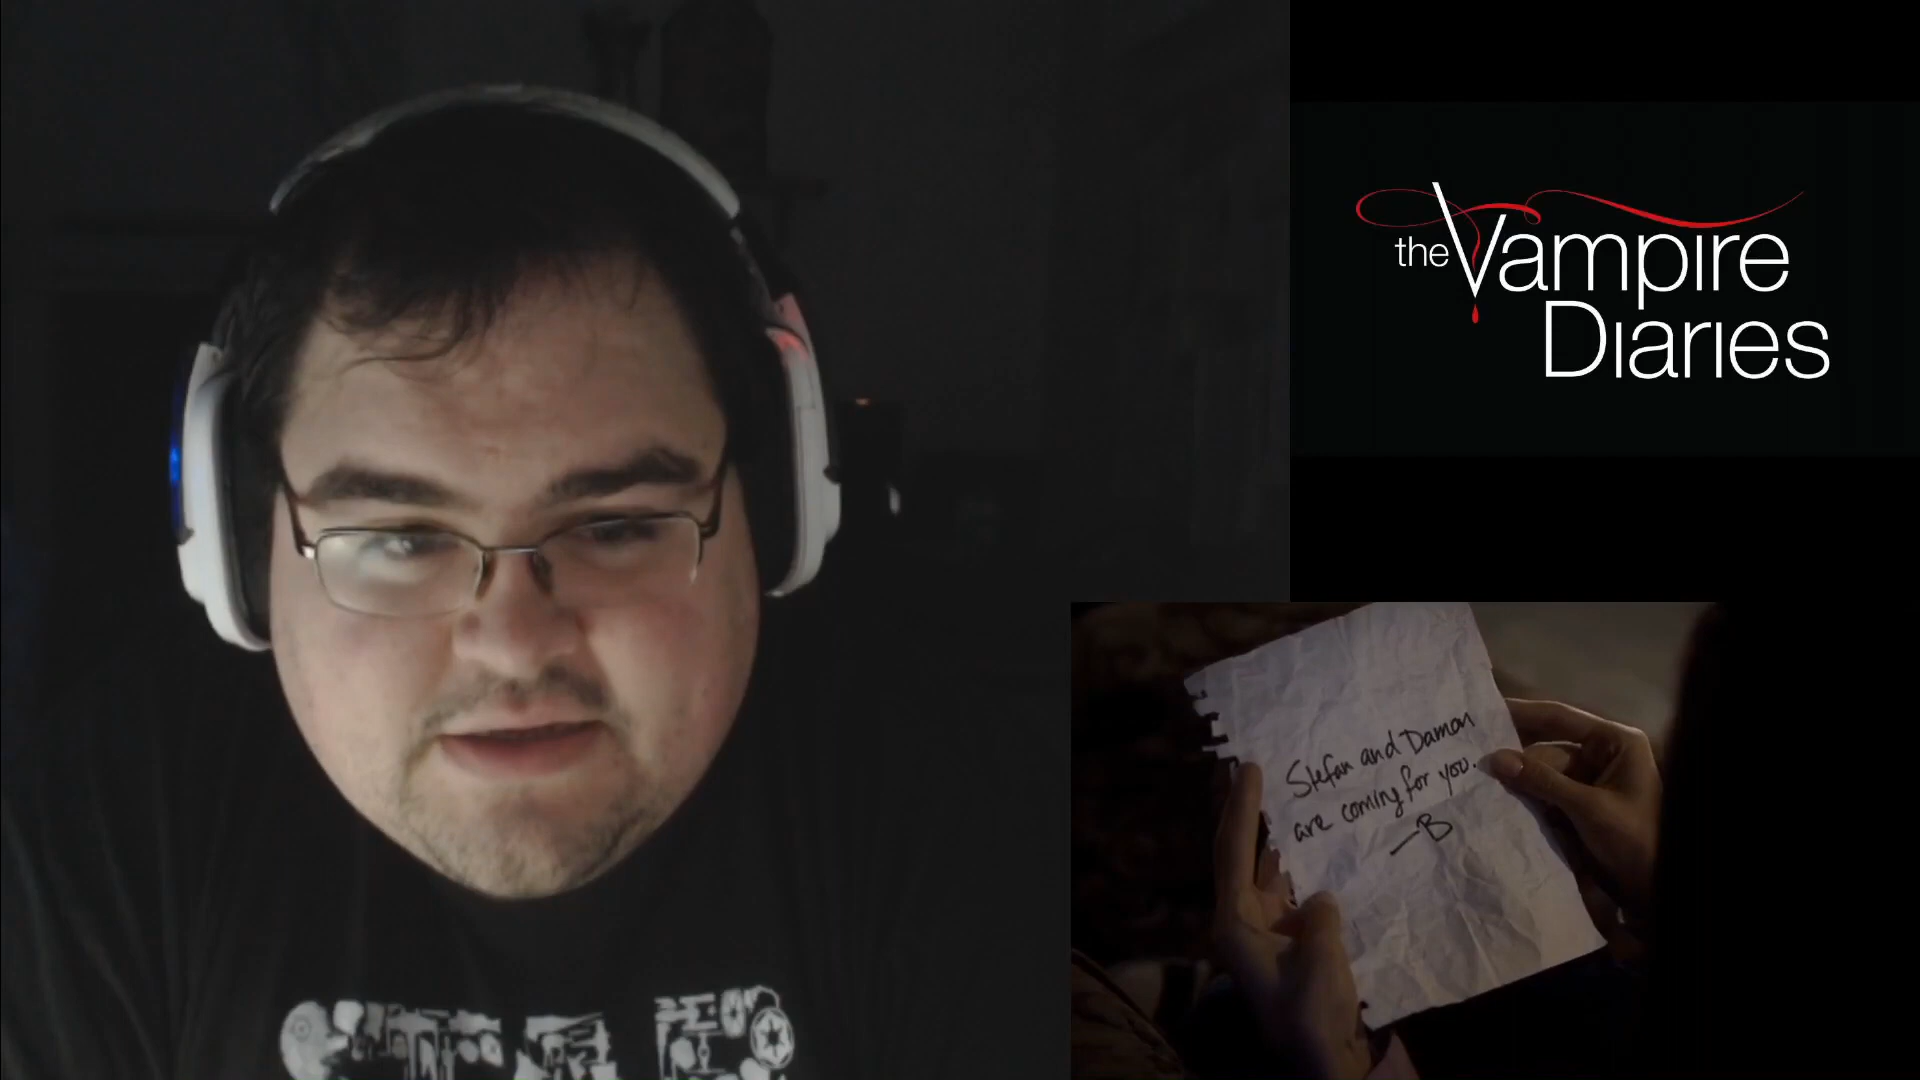 the Vampire
Diaries
Stefan and Damon
are coming for you.
—B